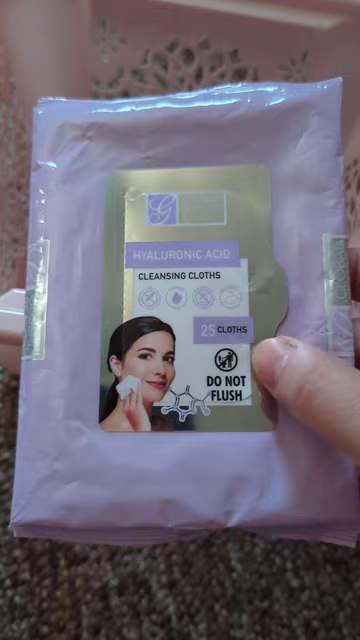 G
HYALURONIC ACID
CLEANSING CLOTHS
25 CLOTHS
DO NOT
FLUSH